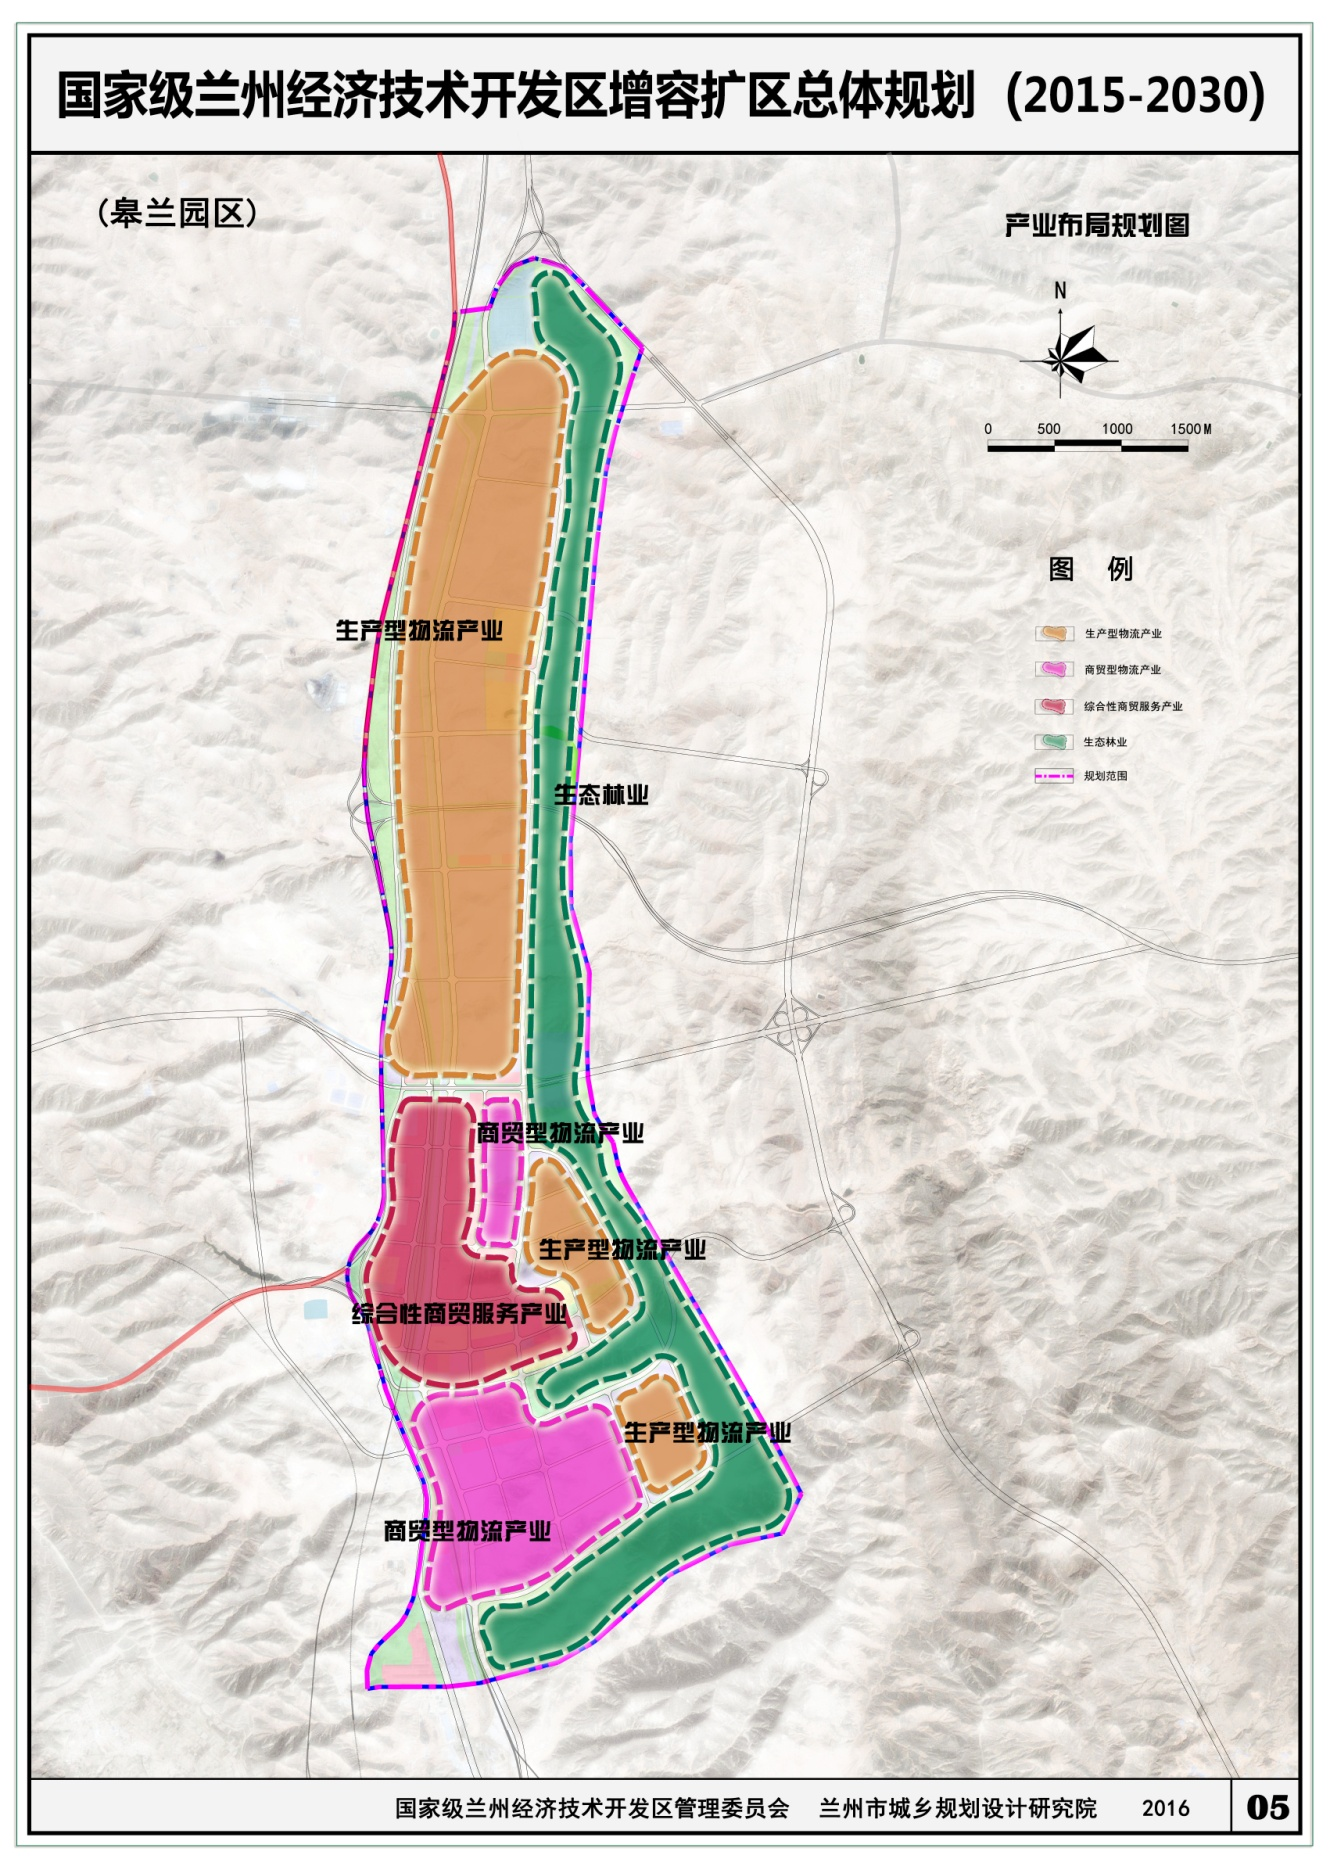 国家级兰州经济技术开发区增容扩区总体规划（2015-2030）
（皋兰园区）
产业布局规划图
N
0 500 1000 1500M
图 例
生产型物流产业
商贸型物流产业
综合性商贸服务产业
生态林业
规划范围
生产型物流产业
生态林业
商贸型物流产业
生产型物流产业
综合性商贸服务产业
生产型物流产业
商贸型物流产业
国家级兰州经济技术开发区管理委员会 兰州市城乡规划设计研究院 2016 05